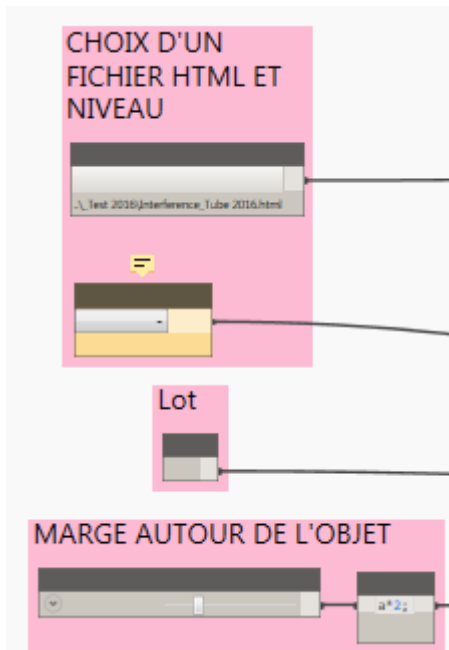 CHOIX D'UN
FICHIER HTML ET
NIVEAU
..\_Test 2016\Interference_Tube 2016.html
Lot
MARGE AUTOUR DE L'OBJET
a*2;